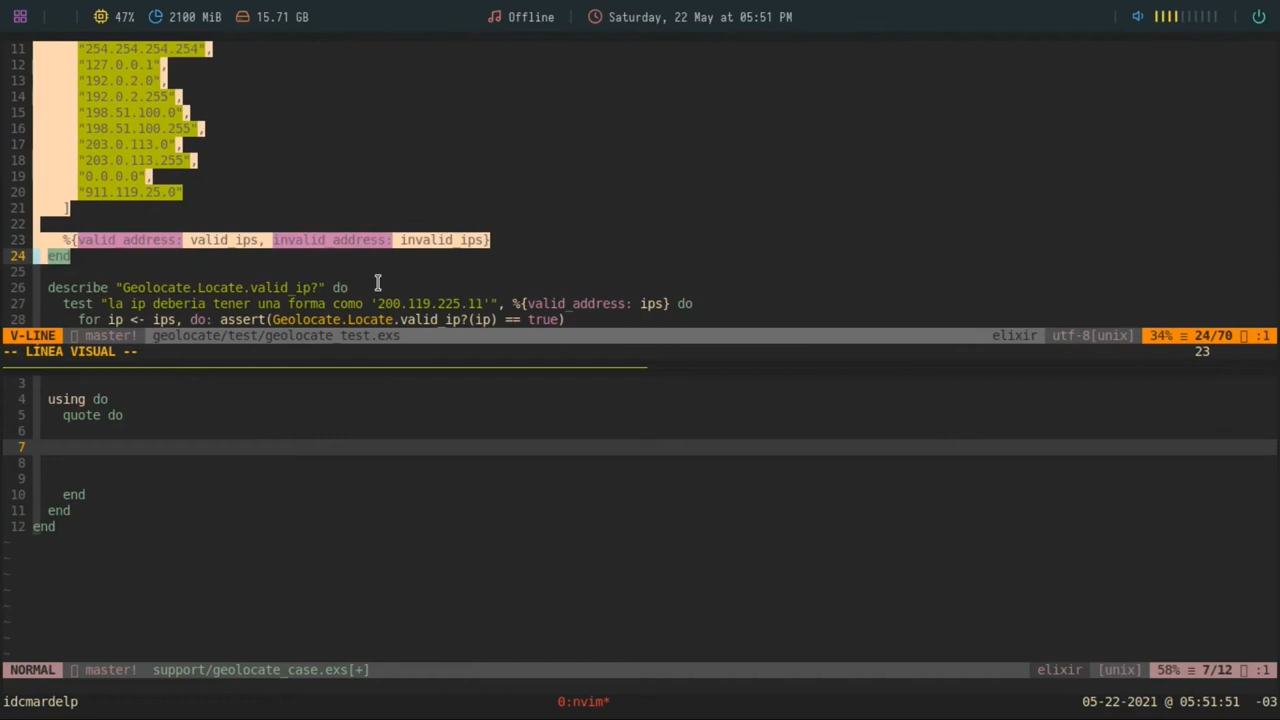 47% 2100 MiB 15.71 GB Offline Saturday, 22 May at 05:51 PM
11 "254.254.254.254",
12 "127.0.0.1",
13 "192.0.2.0",
14 "192.0.2.255",
15 "198.51.100.0",
16 "198.51.100.255",
17 "203.0.113.0",
18 "203.0.113.255",
19 "0.0.0.0",
20 "911.119.25.0"
21 ]
22
23 %{valid_address: valid_ips, invalid_address: invalid_ips}
24 end
25
26 describe "Geolocate.Locate.valid_ip?" do
27 test "la ip deberia tener una forma como '200.119.225.11'", %{valid_address: ips} do
28 for ip <- ips, do: assert(Geolocate.Locate.valid_ip?(ip) == true)
V-LINE master! geolocate/test/geolocate_test.exs elixir utf-8[unix] 34% ≡ 24/70 :1
-- LÍNEA VISUAL -- 23
3
4 using do
5 quote do
6
7
8
9
10 end
11 end
12 end
~
~
~
~
~
~
~
NORMAL master! support/geolocate_case.exs[+] elixir [unix] 58% ≡ 7/12 :1
idcmardelp 0:nvim* 05-22-2021 @ 05:51:51 -03